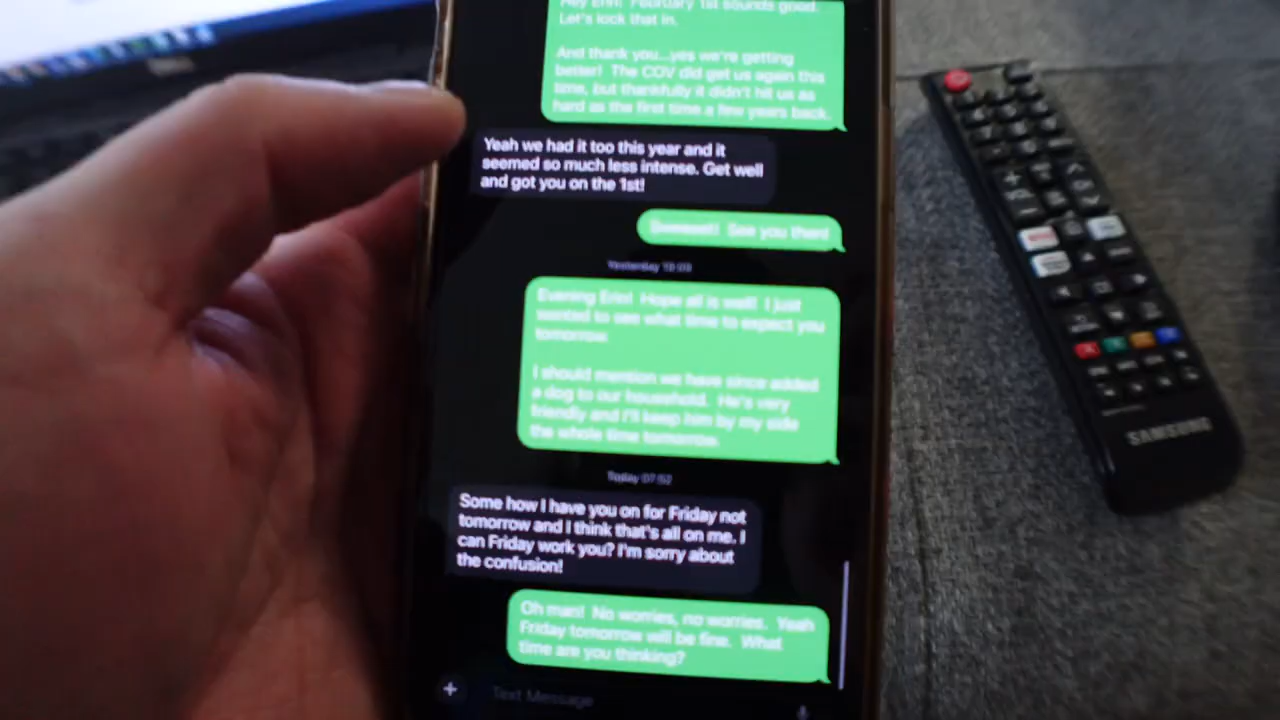 Hey Erin! February 1st sounds good.
Let's lock that in.
And thank you...yes we're getting
better! The COV did get us again this
time, but thankfully it didn't hit us as
hard as the first time a few years back.
Yeah we had it too this year and it
seemed so much less intense. Get well
and got you on the 1st!
See you then!
Yesterday
Evening Hope all is well! I just
wanted to see what time to expect you
tomorrow.
I should mention we have since added
a dog to our household. He's very
friendly and I'll keep him by my side
the whole time tomorrow.
Today 07:52
Some how I have you on for Friday not
tomorrow and I think that's all on me. I
can Friday work you? I'm sorry about
the confusion!
Oh man! No worries, no worries. Yeah
Friday tomorrow will be fine. What
time are you thinking?
+
Text Message
SAMSUNG